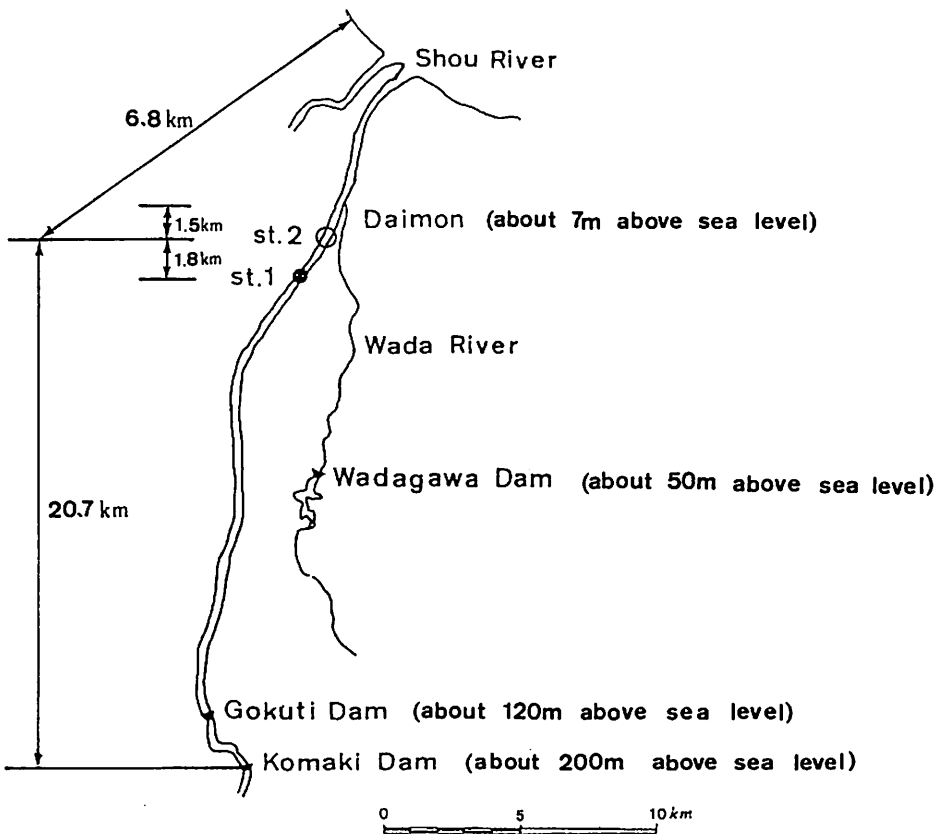 Shou River
6.8 km
1.5km
Daimon (about 7m above sea level)
st.2
1.8km
st.1
Wada River
Wadagawa Dam (about 50m above sea level)
20.7 km
Gokuti Dam (about 120m above sea level)
Komaki Dam (about 200m above sea level)
0 5 10 km